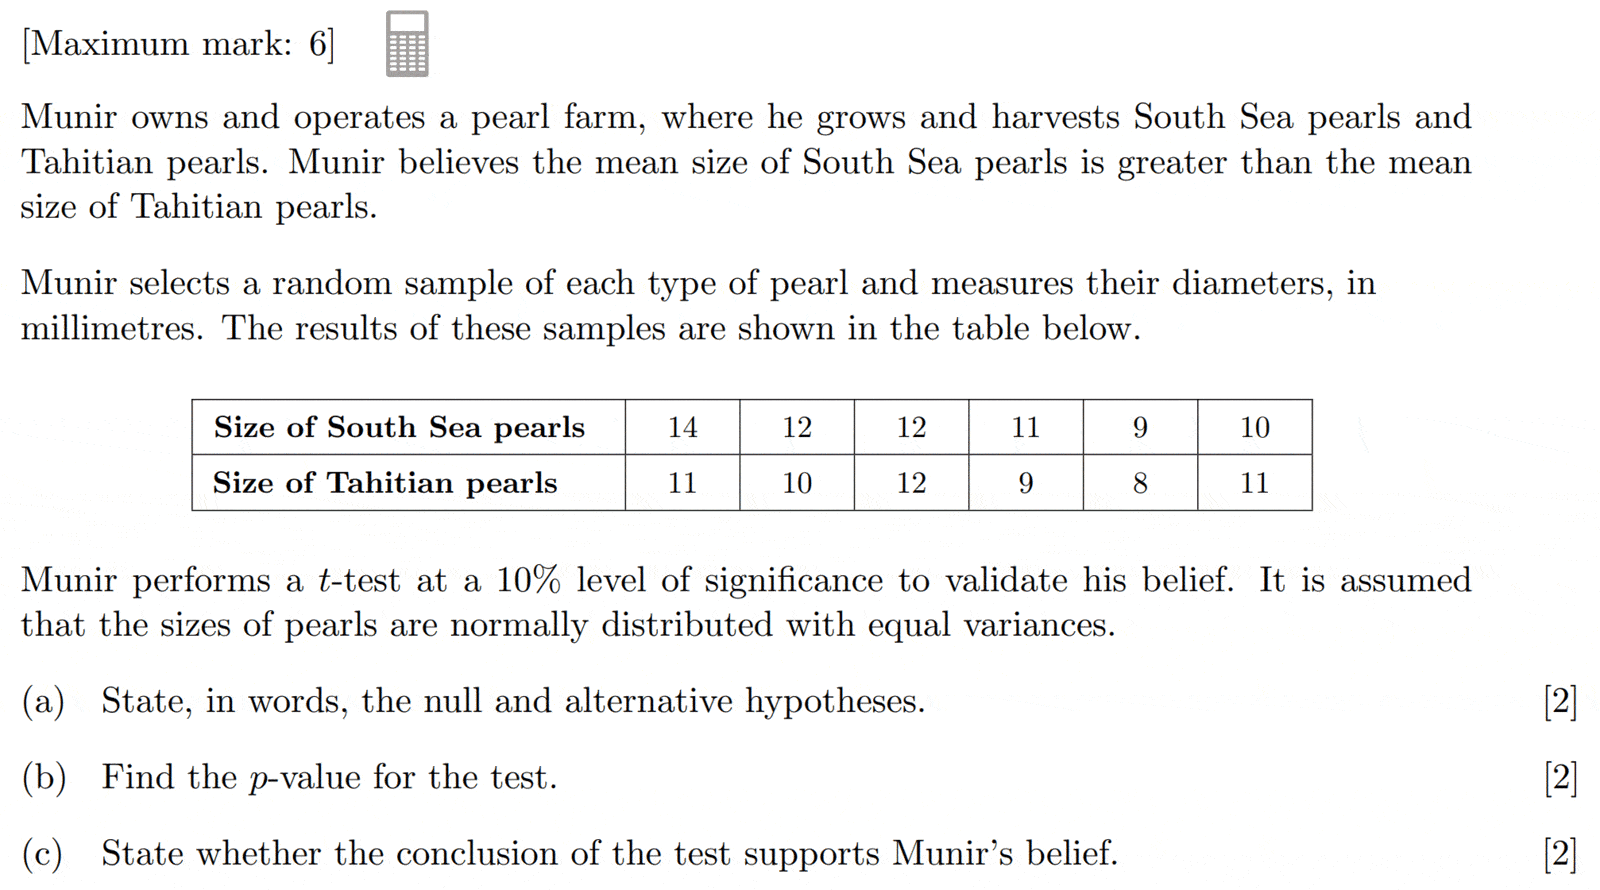 [Maximum mark: 6]
Munir owns and operates a pearl farm, where he grows and harvests South Sea pearls and
Tahitian pearls. Munir believes the mean size of South Sea pearls is greater than the mean
size of Tahitian pearls.
Munir selects a random sample of each type of pearl and measures their diameters, in
millimetres. The results of these samples are shown in the table below.
Size of South Sea pearls 14 12 12 11 9 10
Size of Tahitian pearls 11 10 12 9 8 11
Munir performs a t-test at a 10% level of significance to validate his belief. It is assumed
that the sizes of pearls are normally distributed with equal variances.
(a) State, in words, the null and alternative hypotheses. [2]
(b) Find the p-value for the test. [2]
(c) State whether the conclusion of the test supports Munir's belief. [2]